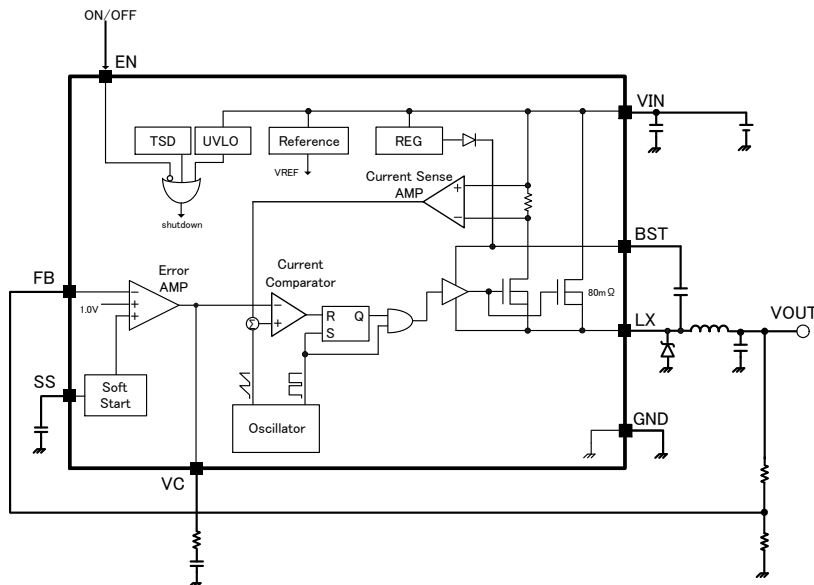 ON/OFF
EN
VIN
TSD
UVLO
Reference
REG
VREF
Current Sense
AMP
shutdown
+
−
BST
FB
Error
AMP
Current
Comparator
80mΩ
−
+
+
1.0V
−
+
R
Q
S
Σ
LX
VOUT
SS
Soft
Start
Oscillator
GND
VC